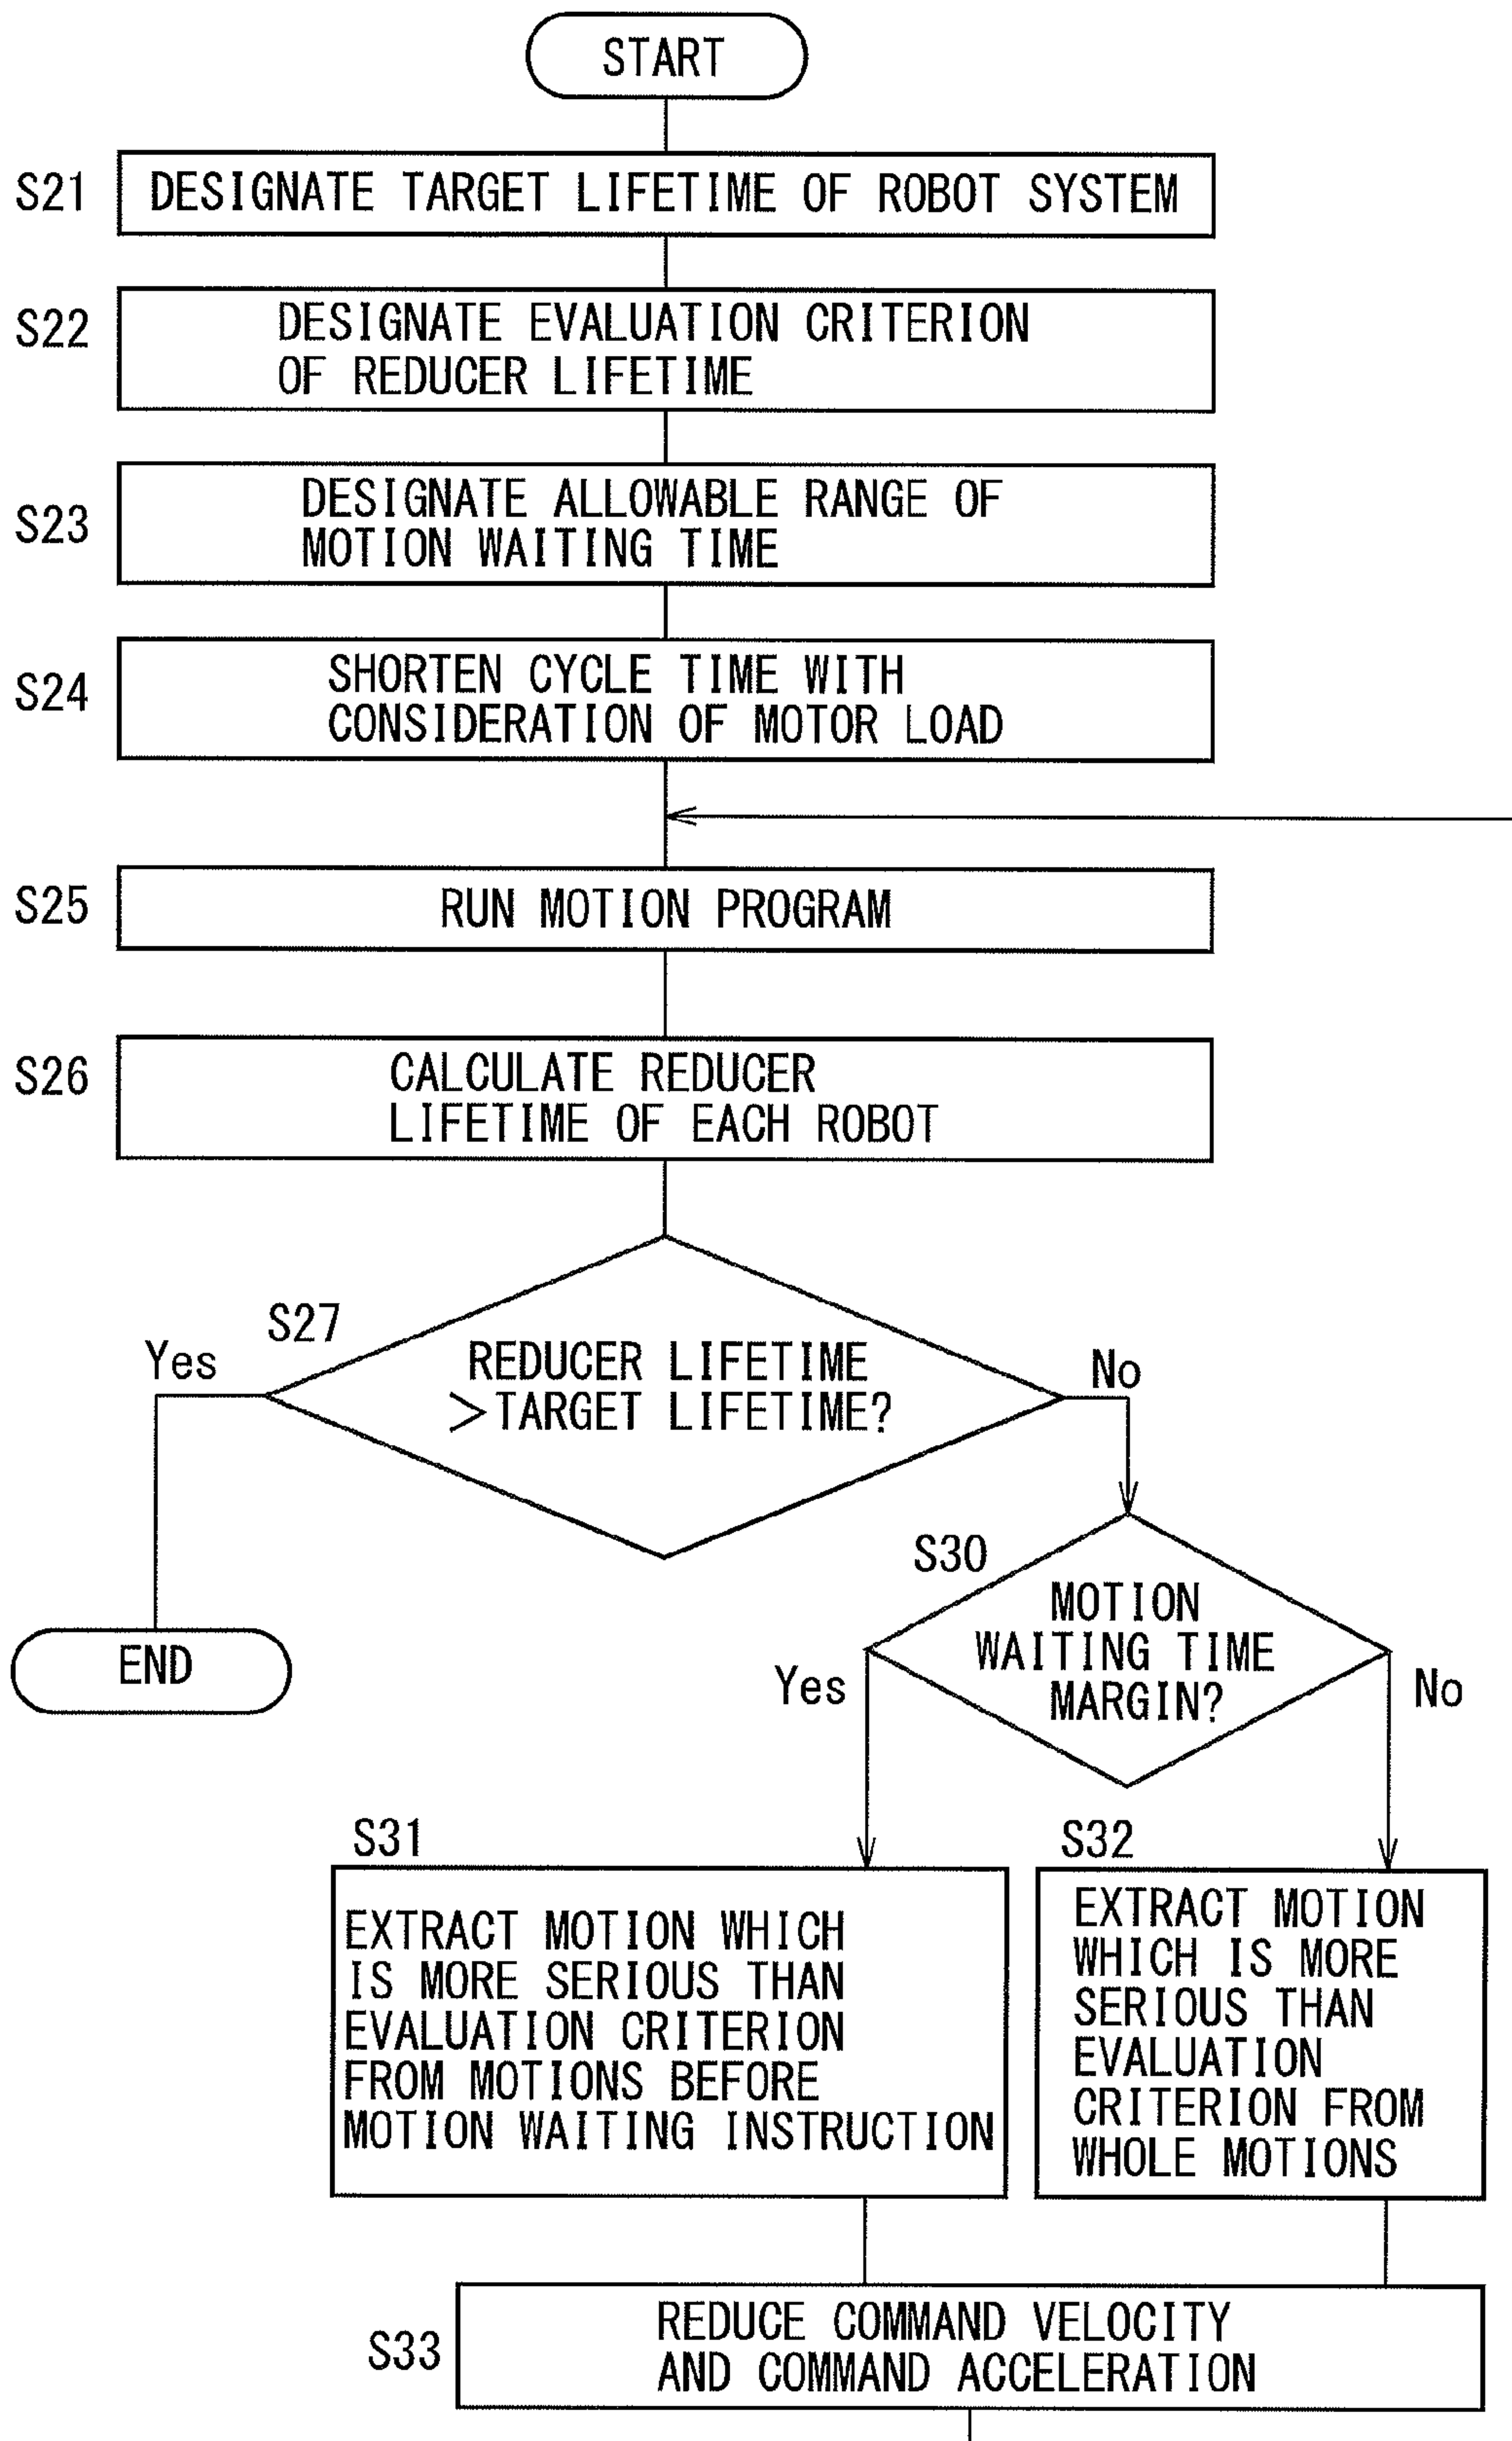 START
S21
DESIGNATE TARGET LIFETIME OF ROBOT SYSTEM
S22
DESIGNATE EVALUATION CRITERION
OF REDUCER LIFETIME
S23
DESIGNATE ALLOWABLE RANGE OF
MOTION WAITING TIME
S24
SHORTEN CYCLE TIME WITH
CONSIDERATION OF MOTOR LOAD
S25
RUN MOTION PROGRAM
S26
CALCULATE REDUCER
LIFETIME OF EACH ROBOT
S27
Yes
REDUCER LIFETIME
>TARGET LIFETIME?
No
END
S30
MOTION
WAITING TIME
MARGIN?
Yes
No
S31
EXTRACT MOTION WHICH
IS MORE SERIOUS THAN
EVALUATION CRITERION
FROM MOTIONS BEFORE
MOTION WAITING INSTRUCTION
S32
EXTRACT MOTION
WHICH IS MORE
SERIOUS THAN
EVALUATION
CRITERION FROM
WHOLE MOTIONS
S33
REDUCE COMMAND VELOCITY
AND COMMAND ACCELERATION